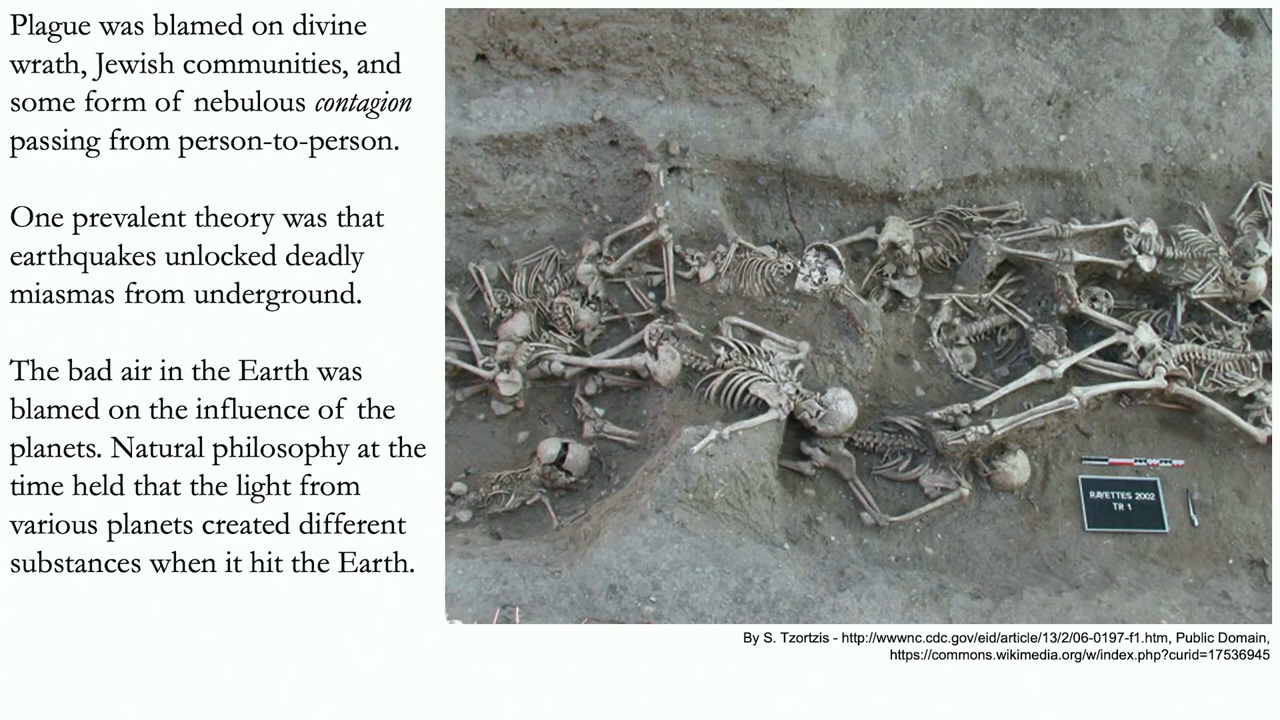 Plague was blamed on divine
wrath, Jewish communities, and
some form of nebulous contagion
passing from person-to-person.
One prevalent theory was that
earthquakes unlocked deadly
miasmas from underground.
The bad air in the Earth was
blamed on the influence of the
planets. Natural philosophy at the
time held that the light from
various planets created different
substances when it hit the Earth.
RAYETTES 2002
TR 1
By S. Tzortzis - http://wwwnc.cdc.gov/eid/article/13/2/06-0197-f1.htm, Public Domain,
https://commons.wikimedia.org/w/index.php?curid=17536945